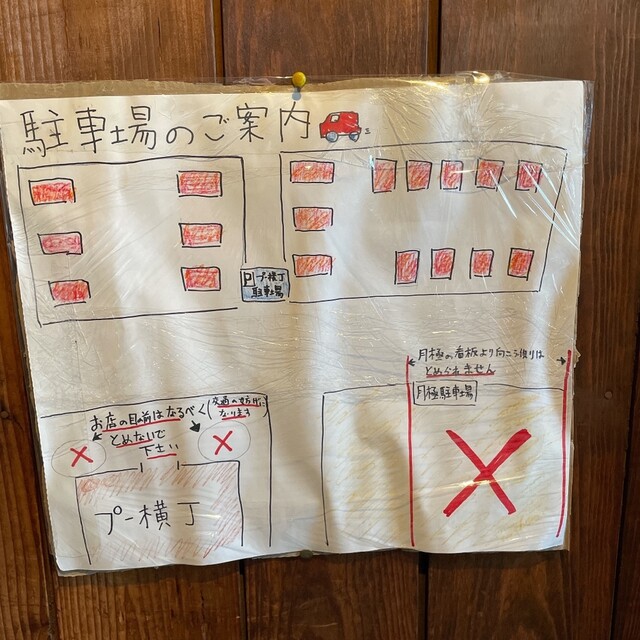 駐車場のご案内
P プー横丁
駐車場
月極の看板より向こう側りは
とめられません
月極駐車場
お店の目前はなるべく
とめないで
下さい
(交通の妨げに
なります)
プー横丁